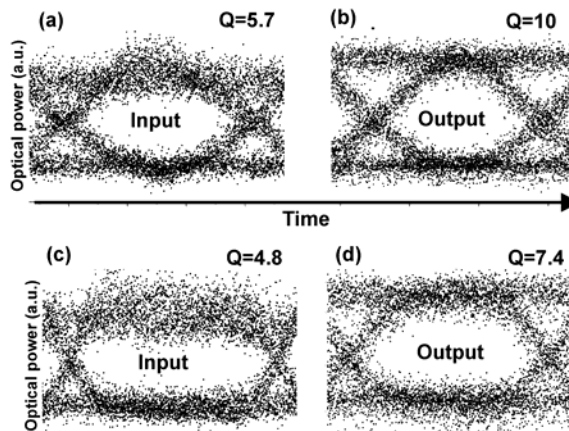 (a) Q=5.7
Optical power (a.u.)
Input
(b) Q=10
Output
Time
(c) Q=4.8
Optical power (a.u.)
Input
(d) Q=7.4
Output